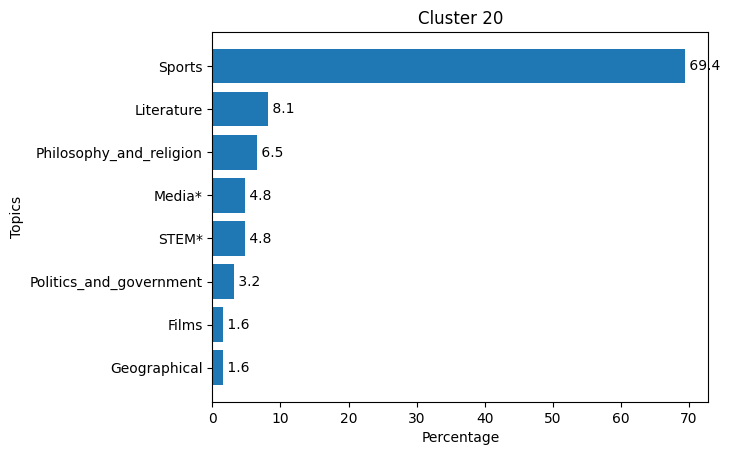 Cluster 20
Sports
69.4
Literature
8.1
Philosophy_and_religion
6.5
Media*
4.8
STEM*
4.8
Politics_and_government
3.2
Films
1.6
Geographical
1.6
Topics
0 10 20 30 40 50 60 70
Percentage